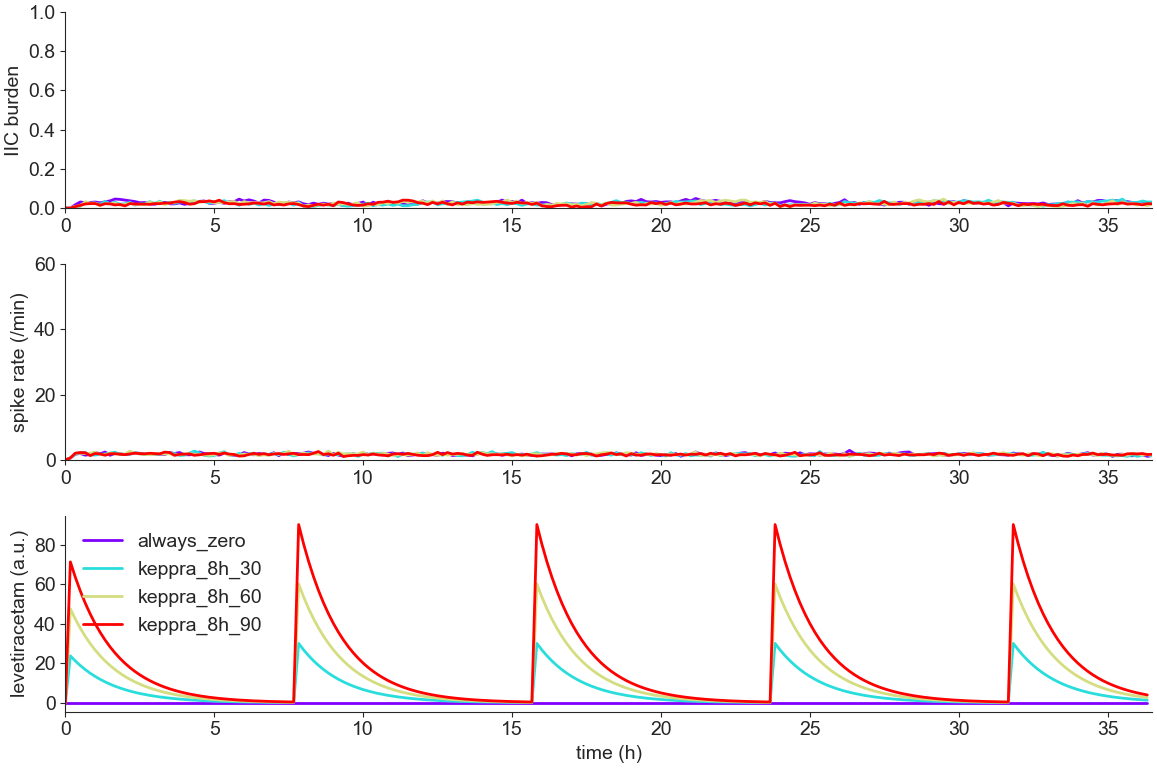 IIC burden
1.0
0.8
0.6
0.4
0.2
0.0
0 5 10 15 20 25 30 35
spike rate (/min)
60
40
20
0
0 5 10 15 20 25 30 35
levetiracetam (a.u.)
80
60
40
20
0
always_zero
keppra_8h_30
keppra_8h_60
keppra_8h_90
0 5 10 15 20 25 30 35
time (h)